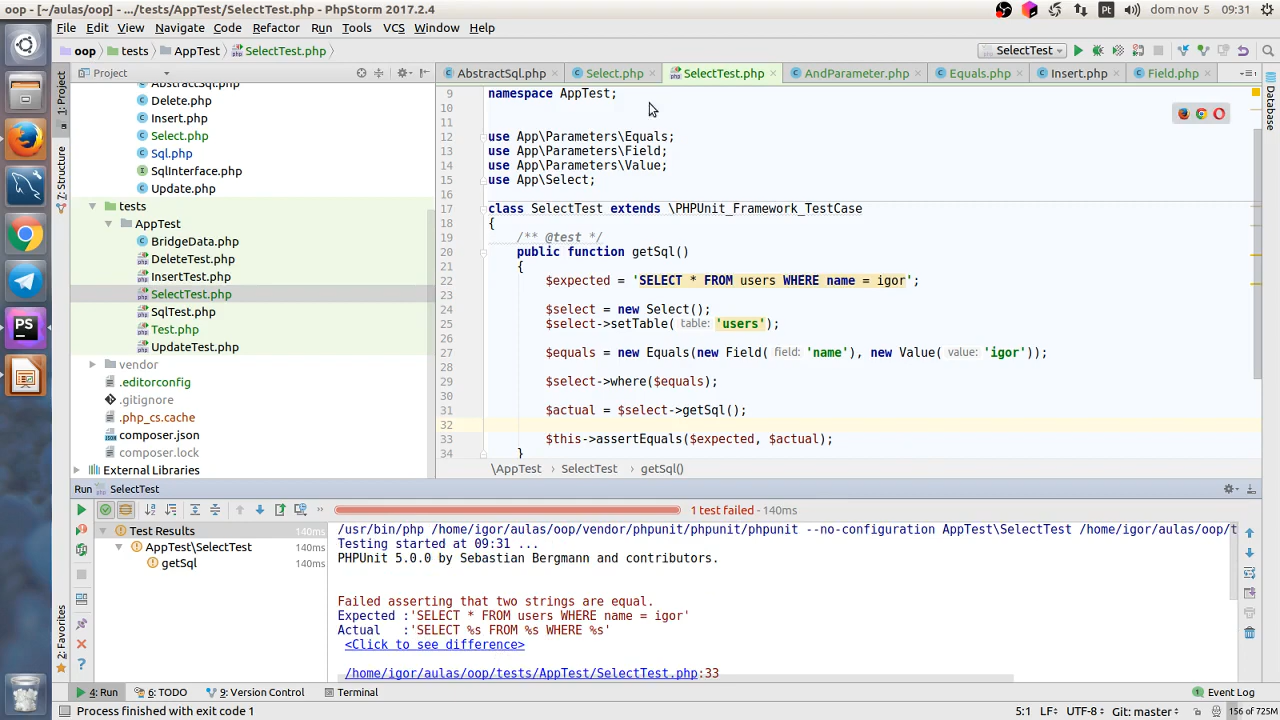 oop - [~/aulas/oop] - .../tests/AppTest/SelectTest.php - PhpStorm 2017.2.4
Pt
dom nov 5 09:31
File Edit View Navigate Code Refactor Run Tools VCS Window Help
oop tests AppTest SelectTest.php
SelectTest
Project
AbstractSql.php Select.php SelectTest.php AndParameter.php Equals.php Insert.php Field.php
1: Project
7: Structure
2: Favorites
Database
AbstractSql.php
Delete.php
Insert.php
Select.php
Sql.php
SqlInterface.php
Update.php
tests
AppTest
BridgeData.php
DeleteTest.php
InsertTest.php
SelectTest.php
SqlTest.php
Test.php
UpdateTest.php
vendor
.editorconfig
.gitignore
.php_cs.cache
composer.json
composer.lock
External Libraries
9 namespace AppTest;
10
11
12 use App\Parameters\Equals;
13 use App\Parameters\Field;
14 use App\Parameters\Value;
15 use App\Select;
16
17 class SelectTest extends \PHPUnit_Framework_TestCase
18 {
19 /** @test */
20 public function getSql()
21 {
22 $expected = 'SELECT * FROM users WHERE name = igor';
23
24 $select = new Select();
25 $select->setTable( table: 'users');
26
27 $equals = new Equals(new Field( field: 'name'), new Value( value: 'igor'));
28
29 $select->where($equals);
30
31 $actual = $select->getSql();
32
33 $this->assertEquals($expected, $actual);
34 }
\AppTest SelectTest getSql()
Run SelectTest
1 test failed - 140ms
Test Results 140ms
AppTest\SelectTest 140ms
getSql 140ms
/usr/bin/php /home/igor/aulas/oop/vendor/phpunit/phpunit/phpunit --no-configuration AppTest\SelectTest /home/igor/aulas/oop/t
Testing started at 09:31 ...
PHPUnit 5.0.0 by Sebastian Bergmann and contributors.
Failed asserting that two strings are equal.
Expected :'SELECT * FROM users WHERE name = igor'
Actual :'SELECT %s FROM %s WHERE %s'
<Click to see difference>
/home/igor/aulas/oop/tests/AppTest/SelectTest.php:33
4: Run 6: TODO 9: Version Control Terminal Event Log
Process finished with exit code 1
5:1 LF÷ UTF-8÷ Git: master÷ 156 of 725M